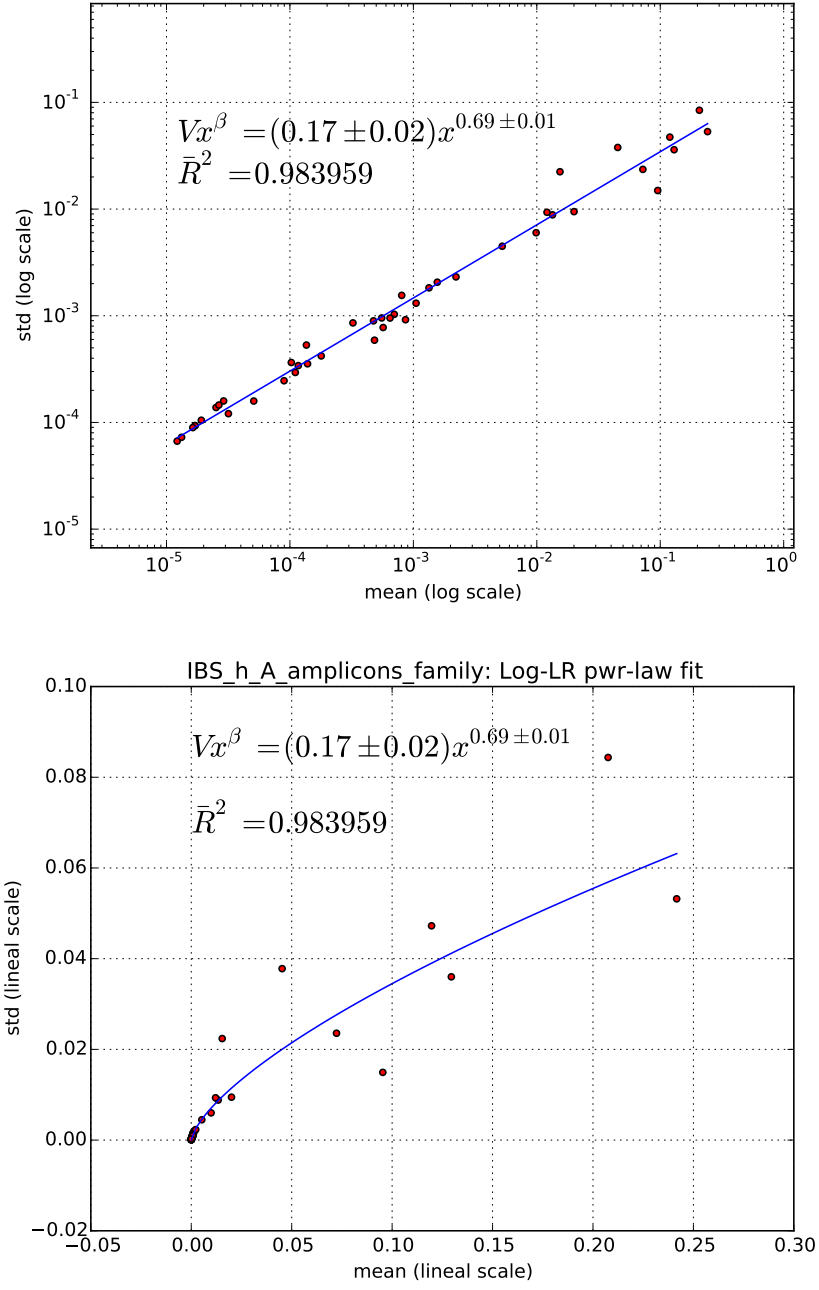 10⁻¹
10⁻²
10⁻³
10⁻⁴
10⁻⁵
std (log scale)
Vxᵝ =(0.17±0.02)x^0.69±0.01
R̄² =0.983959
10⁻⁵ 10⁻⁴ 10⁻³ 10⁻² 10⁻¹ 10⁰
mean (log scale)
IBS_h_A_amplicons_family: Log-LR pwr-law fit
0.10
0.08
0.06
0.04
0.02
0.00
−0.02
std (lineal scale)
Vxᵝ =(0.17±0.02)x^0.69±0.01
R̄² =0.983959
−0.05 0.00 0.05 0.10 0.15 0.20 0.25 0.30
mean (lineal scale)